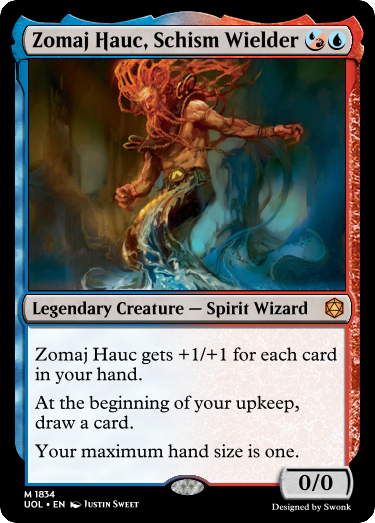 Zomaj Hauc, Schism Wielder
Legendary Creature — Spirit Wizard
Zomaj Hauc gets +1/+1 for each card
in your hand.
At the beginning of your upkeep,
draw a card.
Your maximum hand size is one.
0/0
M 1834
UOL • EN Justin Sweet
Designed by Swonk